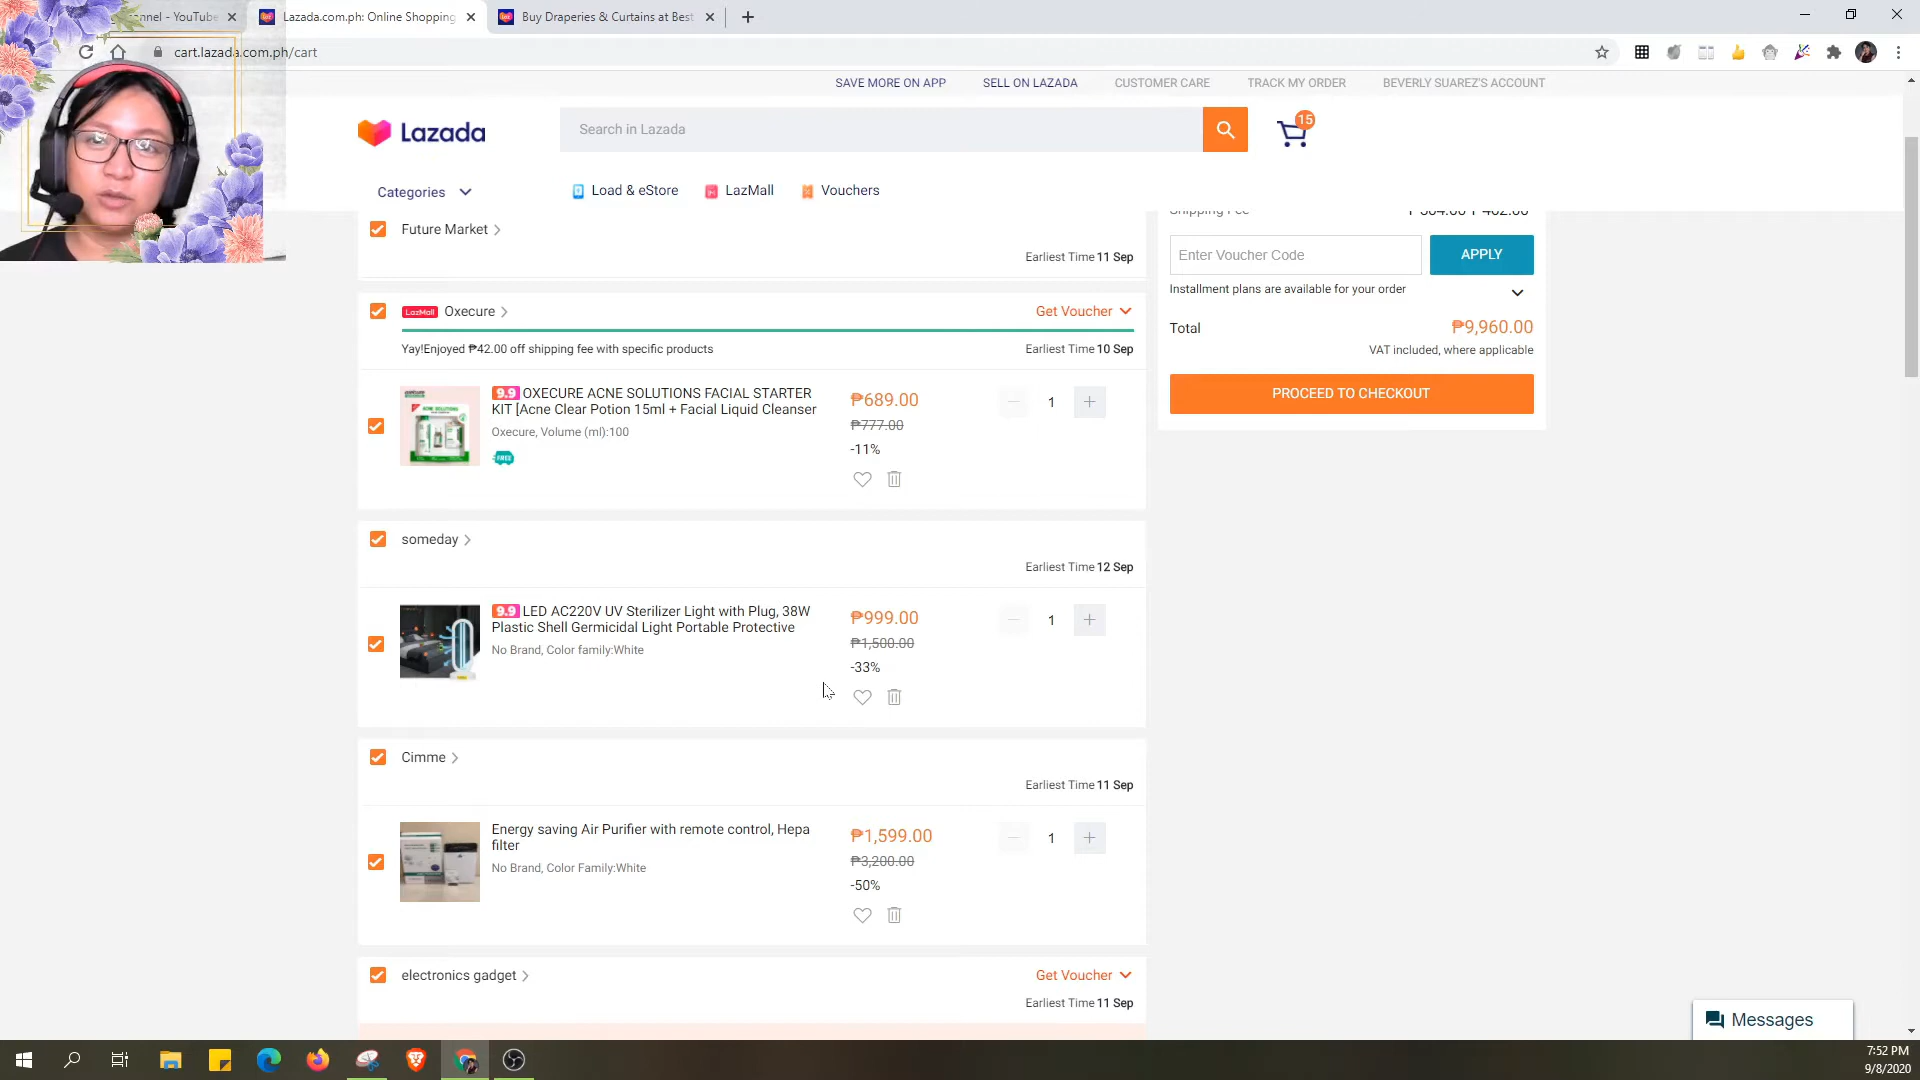 nnel - YouTube
Lazada.com.ph: Online Shopping
Buy Draperies & Curtains at Best
cart.lazada.com.ph/cart
SAVE MORE ON APP
SELL ON LAZADA
CUSTOMER CARE
TRACK MY ORDER
BEVERLY SUAREZ'S ACCOUNT
Lazada
Search in Lazada
15
Categories
Load & eStore
LazMall
Vouchers
Future Market
Earliest Time 11 Sep
LazMall Oxecure
Get Voucher
Yay!Enjoyed ₱42.00 off shipping fee with specific products
Earliest Time 10 Sep
9.9 OXECURE ACNE SOLUTIONS FACIAL STARTER
KIT [Acne Clear Potion 15ml + Facial Liquid Cleanser
Oxecure, Volume (ml):100
FREE
₱689.00
₱777.00
-11%
1
someday
Earliest Time 12 Sep
9.9 LED AC220V UV Sterilizer Light with Plug, 38W
Plastic Shell Germicidal Light Portable Protective
No Brand, Color family:White
₱999.00
₱1,500.00
-33%
1
Cimme
Earliest Time 11 Sep
Energy saving Air Purifier with remote control, Hepa
filter
No Brand, Color Family:White
₱1,599.00
₱3,200.00
-50%
1
electronics gadget
Get Voucher
Earliest Time 11 Sep
Shipping Fee
Enter Voucher Code
APPLY
Installment plans are available for your order
Total
₱9,960.00
VAT included, where applicable
PROCEED TO CHECKOUT
Messages
7:52 PM
9/8/2020